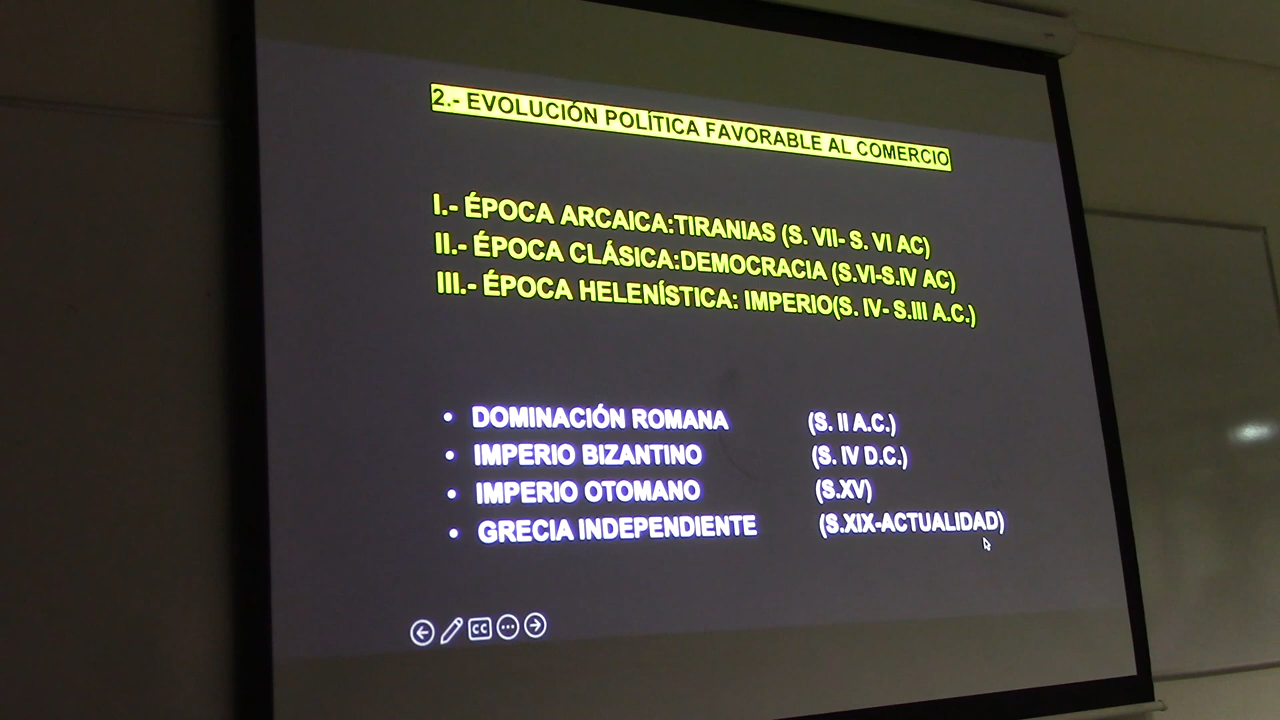 2.- EVOLUCIÓN POLÍTICA FAVORABLE AL COMERCIO
I.- ÉPOCA ARCAICA:TIRANIAS (S. VII- S. VI AC)
II.- ÉPOCA CLÁSICA:DEMOCRACIA (S.VI-S.IV AC)
III.- ÉPOCA HELENÍSTICA: IMPERIO(S. IV- S.III A.C.)
• DOMINACIÓN ROMANA (S. II A.C.)
• IMPERIO BIZANTINO (S. IV D.C.)
• IMPERIO OTOMANO (S.XV)
• GRECIA INDEPENDIENTE (S.XIX-ACTUALIDAD)
CC